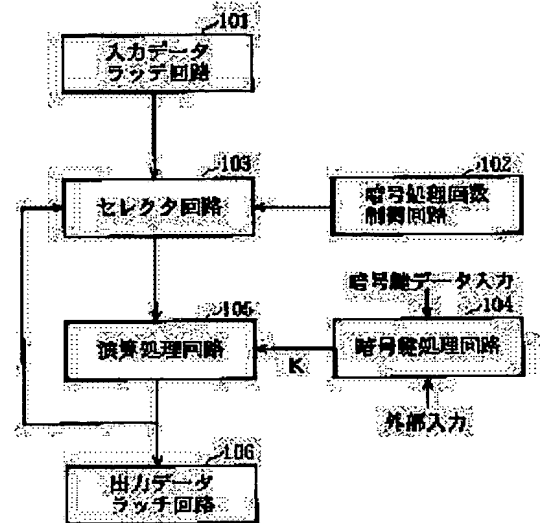 101
入力データ
ラッチ回路
103
セレクタ回路
102
暗号処理回数
制御回路
暗号鍵データ入力
105
演算処理回路
104
暗号鍵処理回路
K
外部入力
106
出力データ
ラッチ回路